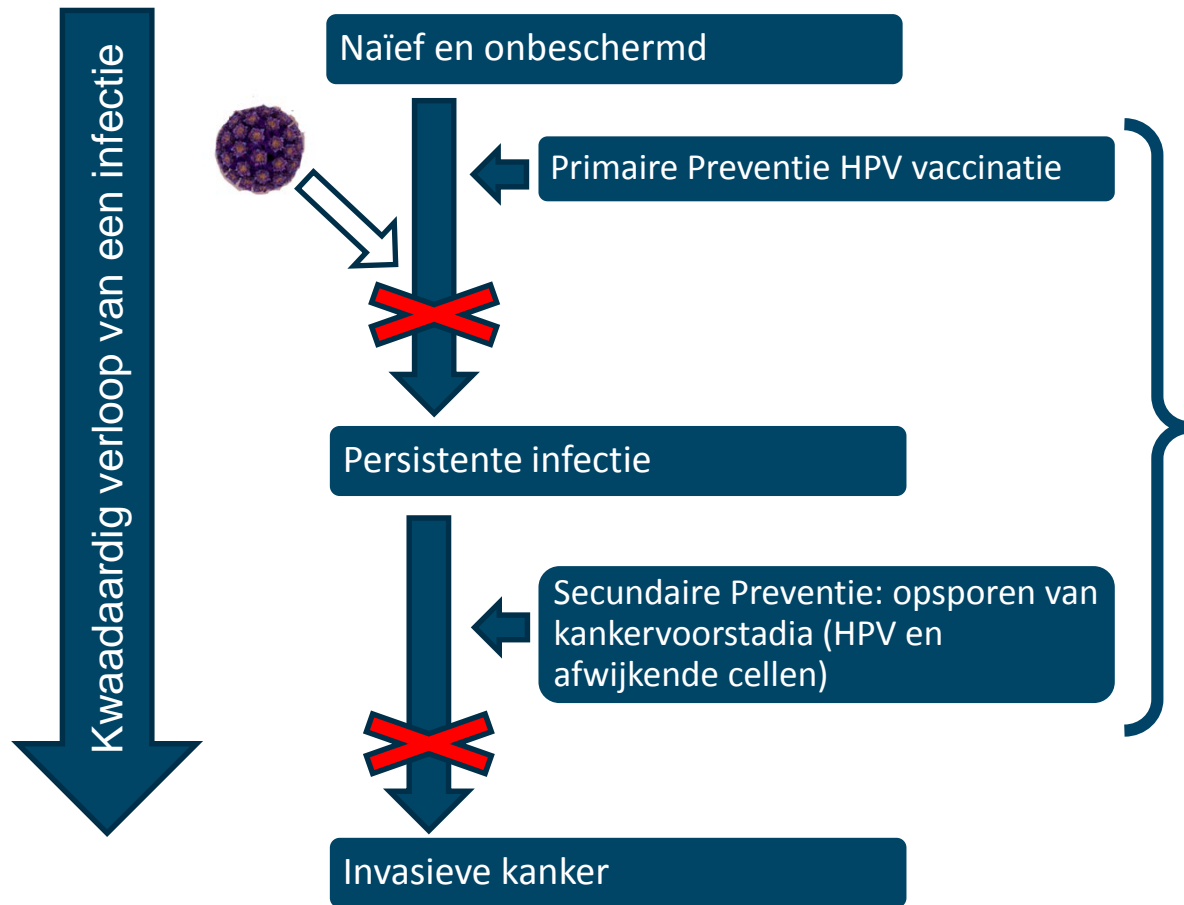 Kwaadaardig verloop van een infectie
Naïef en onbeschermd
Primaire Preventie HPV vaccinatie
Persistente infectie
Secundaire Preventie: opsporen van
kankervoorstadia (HPV en
afwijkende cellen)
Invasieve kanker